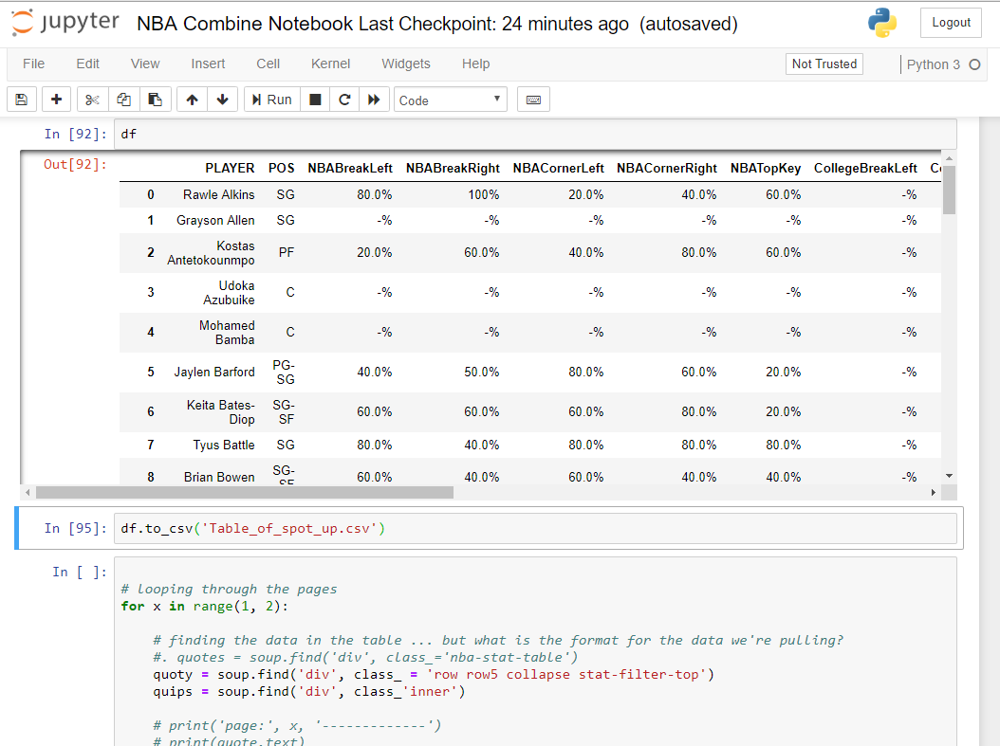 jupyter NBA Combine Notebook Last Checkpoint: 24 minutes ago (autosaved) Logout
File Edit View Insert Cell Kernel Widgets Help Not Trusted Python 3
Run Code
In [92]: df
Out[92]:
PLAYER POS NBABreakLeft NBABreakRight NBACornerLeft NBACornerRight NBATopKey CollegeBreakLeft
0 Rawle Alkins SG 80.0% 100% 20.0% 40.0% 60.0% -%
1 Grayson Allen SG -% -% -% -% -% -%
2 Kostas Antetokounmpo PF 20.0% 60.0% 40.0% 80.0% 60.0% -%
3 Udoka Azubuike C -% -% -% -% -% -%
4 Mohamed Bamba C -% -% -% -% -% -%
5 Jaylen Barford PG-SG 40.0% 50.0% 80.0% 60.0% 20.0% -%
6 Keita Bates-Diop SG-SF 60.0% 60.0% 60.0% 80.0% 20.0% -%
7 Tyus Battle SG 80.0% 40.0% 80.0% 80.0% 80.0% -%
8 Brian Bowen SG-SF 60.0% 40.0% 60.0% 40.0% 40.0% -%
In [95]: df.to_csv('Table_of_spot_up.csv')
In [ ]:
# looping through the pages
for x in range(1, 2):
# finding the data in the table ... but what is the format for the data we're pulling?
#. quotes = soup.find('div', class_='nba-stat-table')
quoty = soup.find('div', class_ = 'row row5 collapse stat-filter-top')
quips = soup.find('div', class_'inner')
# print('page:', x, '-------------')
# print(quote.text)